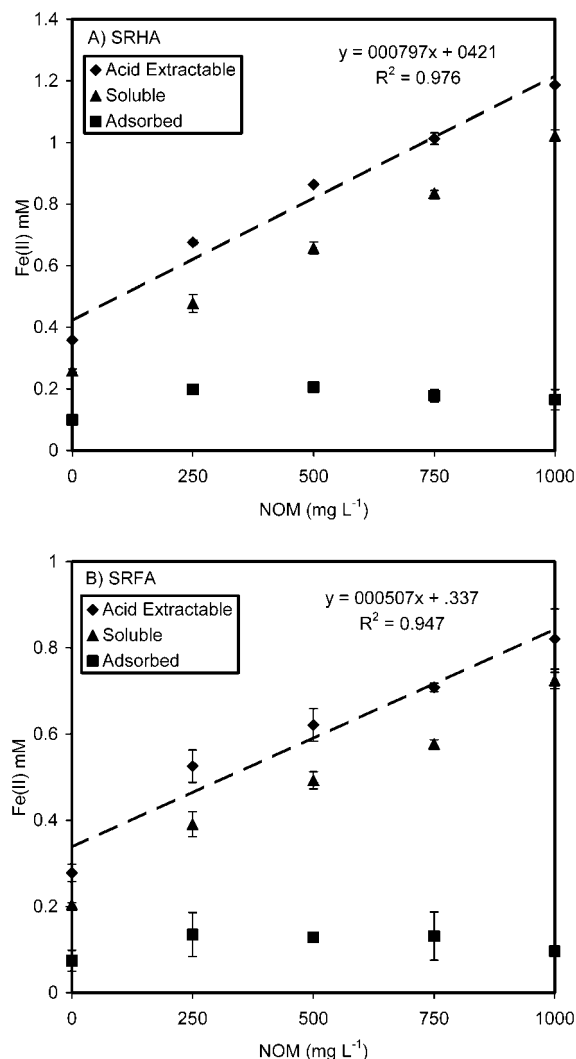 A) SRHA
Acid Extractable
Soluble
Adsorbed
y = 000797x + 0421
R² = 0.976
1.4
1.2
1
0.8
0.6
0.4
0.2
0
Fe(II) mM
0 250 500 750 1000
NOM (mg L⁻¹)
B) SRFA
Acid Extractable
Soluble
Adsorbed
y = 000507x + .337
R² = 0.947
1
0.8
0.6
0.4
0.2
0
Fe(II) mM
0 250 500 750 1000
NOM (mg L⁻¹)